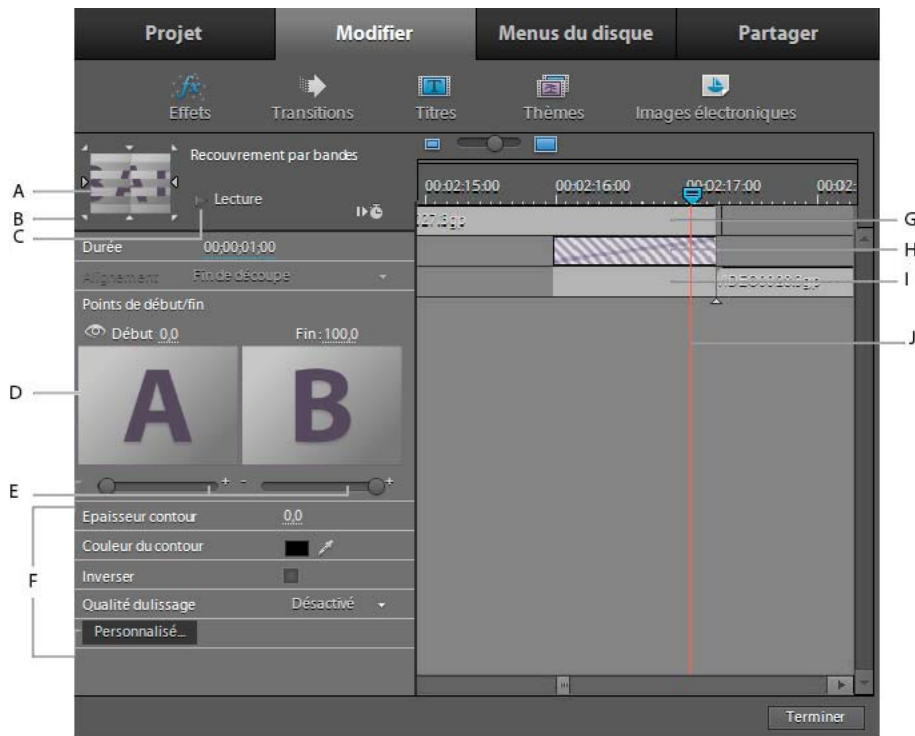 Projet Modifier Menus du disque Partager
Effets Transitions Titres Thèmes Images électroniques
Recouvrement par bandes
A
Lecture
B
C
00:02:15:00 00:02:16:00 00:02:17:00 00:02:
G
Durée 00;00;01;00
H
Alignement Fin de découpe
I
Points de début/fin
Début 0,0 Fin : 100,0
J
D
A B
E
- + - +
F
Epaisseur contour 0,0
Couleur du contour
Inverser
Qualité dulissage Désactivé
Personnalisé...
Terminer